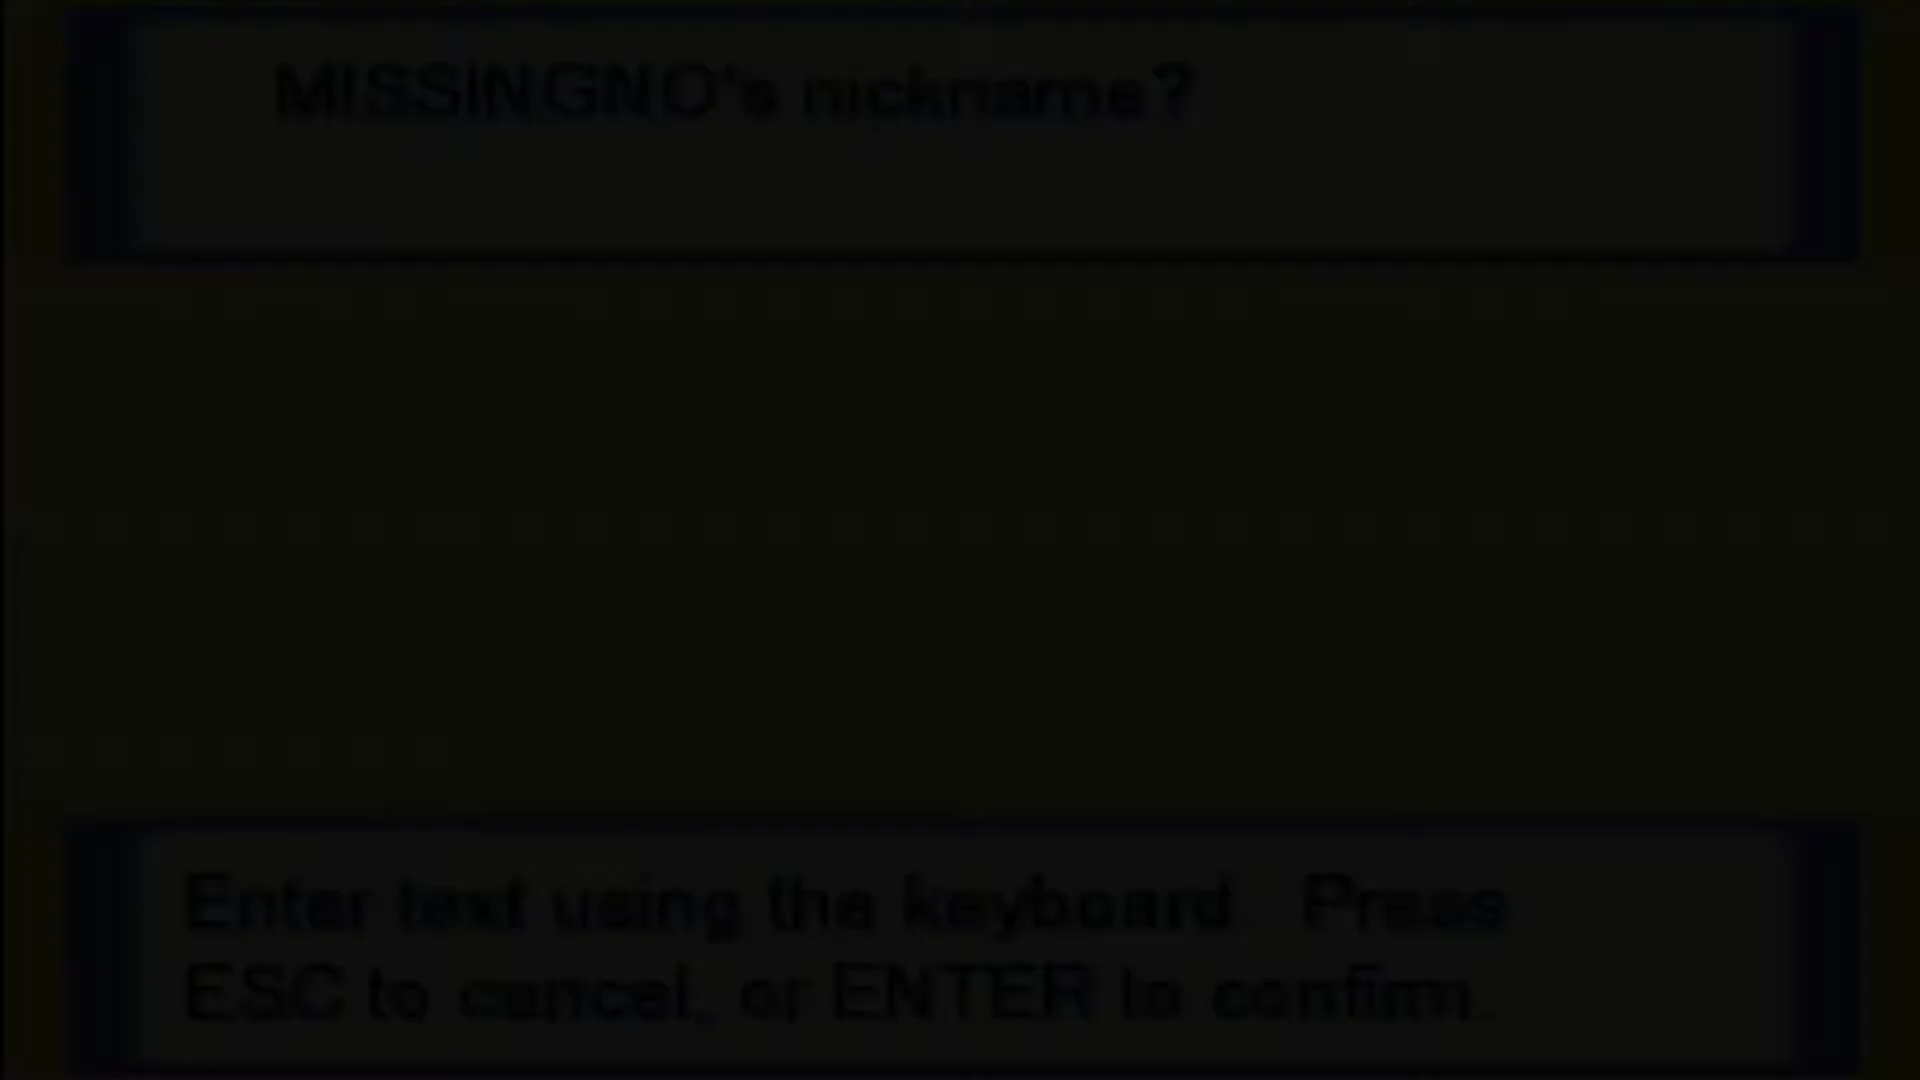 MISSINGNO's nickname?
Enter text using the keyboard. Press
ESC to cancel, or ENTER to confirm.